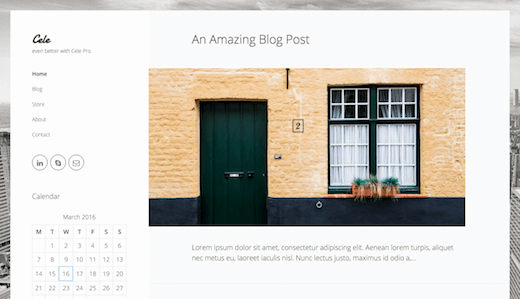 Cele
even better with Cele Pro
Home
Blog
Store
About
Contact
Calendar
March 2016
M T W T F S S
1 2 3 4 5 6
7 8 9 10 11 12 13
14 15 16 17 18 19 20
21 22 23 24 25 26 27
An Amazing Blog Post
2
Lorem ipsum dolor sit amet, consectetur adipiscing elit. Aenean lorem turpis, aliquet
nec metus eu, laoreet iaculis nisl. Nunc lectus justo, maximus id odio a,...